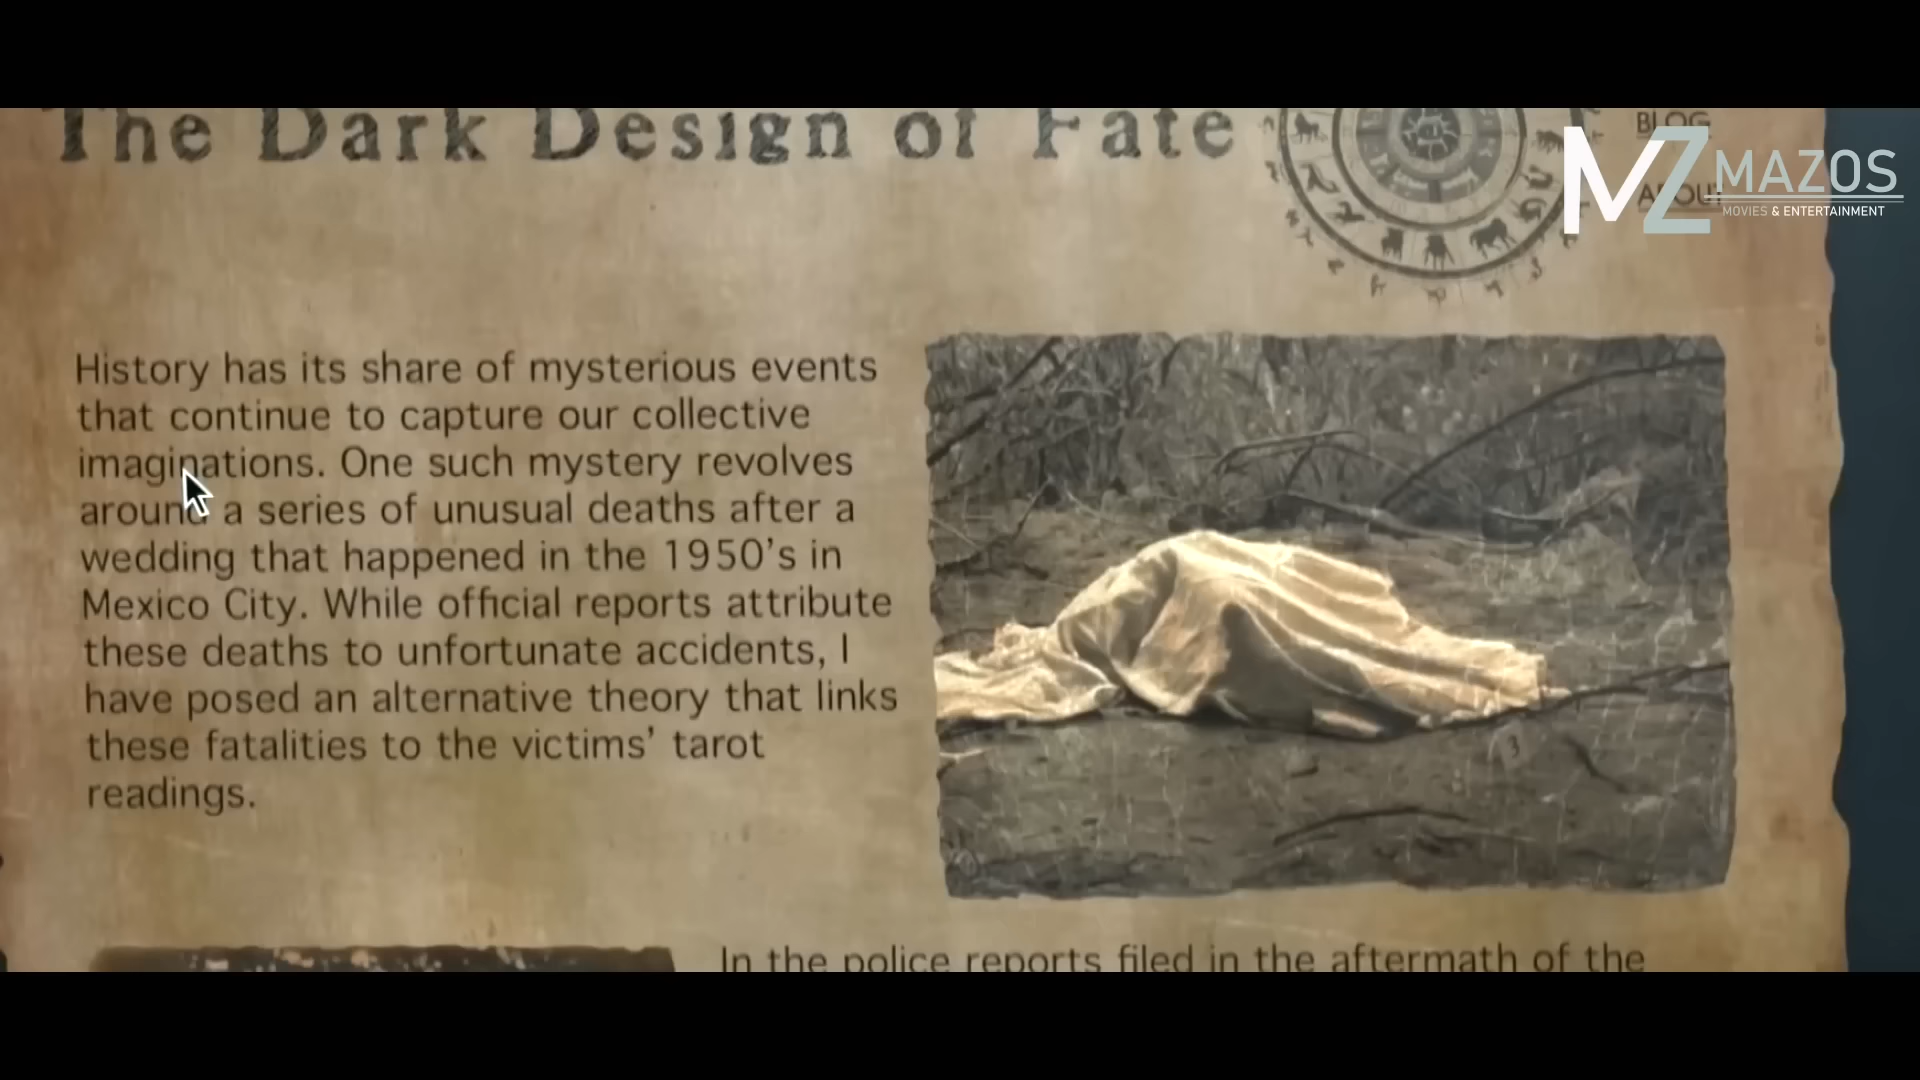 The Dark Design of Fate
BLOG
ABOUT
MZ MAZOS
MOVIES & ENTERTAINMENT
History has its share of mysterious events
that continue to capture our collective
imaginations. One such mystery revolves
around a series of unusual deaths after a
wedding that happened in the 1950's in
Mexico City. While official reports attribute
these deaths to unfortunate accidents, I
have posed an alternative theory that links
these fatalities to the victims' tarot
readings.
3
In the police reports filed in the aftermath of the